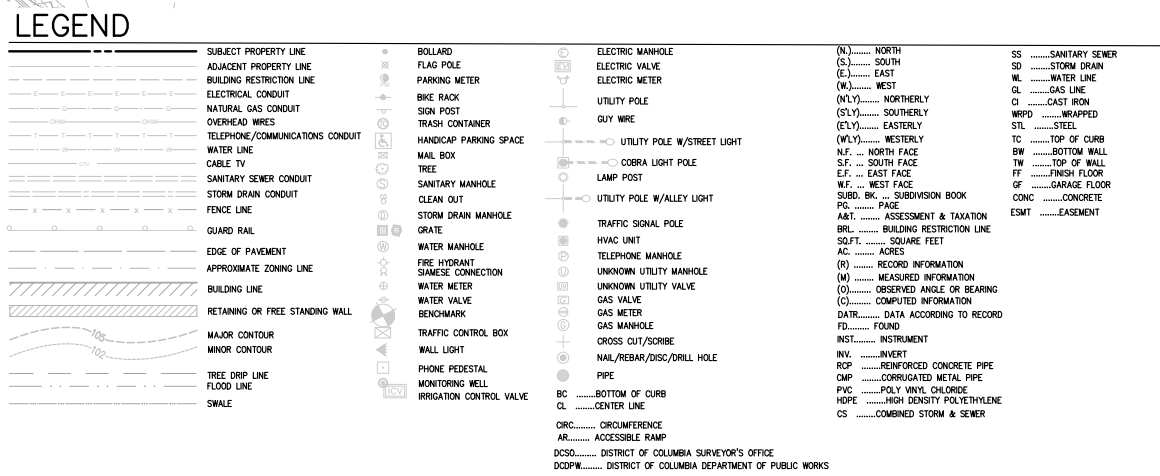 LEGEND
SUBJECT PROPERTY LINE
ADJACENT PROPERTY LINE
BUILDING RESTRICTION LINE
E E E E E E ELECTRICAL CONDUIT
G G G NATURAL GAS CONDUIT
OHW OHW OVERHEAD WIRES
T T T T T T TELEPHONE/COMMUNICATIONS CONDUIT
W W W WATER LINE
CTV CABLE TV
SANITARY SEWER CONDUIT
STORM DRAIN CONDUIT
X X X X X FENCE LINE
GUARD RAIL
EDGE OF PAVEMENT
APPROXIMATE ZONING LINE
BUILDING LINE
RETAINING OR FREE STANDING WALL
105 MAJOR CONTOUR
102 MINOR CONTOUR
TREE DRIP LINE
FLOOD LINE
SWALE
BOLLARD
FLAG POLE
PARKING METER
BIKE RACK
SIGN POST
TC TRASH CONTAINER
HANDICAP PARKING SPACE
MAIL BOX
TREE
S SANITARY MANHOLE
CLEAN OUT
D STORM DRAIN MANHOLE
GRATE
W WATER MANHOLE
FIRE HYDRANT
SIAMESE CONNECTION
WATER METER
WATER VALVE
BENCHMARK
TRAFFIC CONTROL BOX
WALL LIGHT
PHONE PEDESTAL
MONITORING WELL
ICV IRRIGATION CONTROL VALVE
E ELECTRIC MANHOLE
ELECTRIC VALVE
ELECTRIC METER
UTILITY POLE
GUY WIRE
UTILITY POLE W/STREET LIGHT
COBRA LIGHT POLE
LAMP POST
UTILITY POLE W/ALLEY LIGHT
TRAFFIC SIGNAL POLE
HVAC UNIT
P TELEPHONE MANHOLE
U UNKNOWN UTILITY MANHOLE
UV UNKNOWN UTILITY VALVE
GAS VALVE
GAS METER
G GAS MANHOLE
CROSS CUT/SCRIBE
NAIL/REBAR/DISC/DRILL HOLE
PIPE
BC ........BOTTOM OF CURB
CL ........CENTER LINE
CIRC......... CIRCUMFERENCE
AR......... ACCESSIBLE RAMP
DCSO......... DISTRICT OF COLUMBIA SURVEYOR'S OFFICE
DCDPW......... DISTRICT OF COLUMBIA DEPARTMENT OF PUBLIC WORKS
(N.)........ NORTH
(S.)........ SOUTH
(E.)........ EAST
(W.)........ WEST
(N'LY)........ NORTHERLY
(S'LY)........ SOUTHERLY
(E'LY)........ EASTERLY
(W'LY)........ WESTERLY
N.F. ... NORTH FACE
S.F. ... SOUTH FACE
E.F. ... EAST FACE
W.F. ... WEST FACE
SUBD. BK. ... SUBDIVISION BOOK
PG. ........ PAGE
A&T. ........ ASSESSMENT & TAXATION
BRL. ........ BUILDING RESTRICTION LINE
SQ.FT. ........ SQUARE FEET
AC. ........ ACRES
(R) ........ RECORD INFORMATION
(M) ........ MEASURED INFORMATION
(O)........ OBSERVED ANGLE OR BEARING
(C)........ COMPUTED INFORMATION
DATR......... DATA ACCORDING TO RECORD
FD......... FOUND
INST......... INSTRUMENT
INV. ........INVERT
RCP ........REINFORCED CONCRETE PIPE
CMP ........CORRUGATED METAL PIPE
PVC ........POLY VINYL CHLORIDE
HDPE ........HIGH DENSITY POLYETHYLENE
CS ........COMBINED STORM & SEWER
SS ........SANITARY SEWER
SD ........STORM DRAIN
WL ........WATER LINE
GL ........GAS LINE
CI ........CAST IRON
WRPD ........WRAPPED
STL ........STEEL
TC ........TOP OF CURB
BW ........BOTTOM WALL
TW ........TOP OF WALL
FF ........FINISH FLOOR
GF ........GARAGE FLOOR
CONC ........CONCRETE
ESMT ........EASEMENT